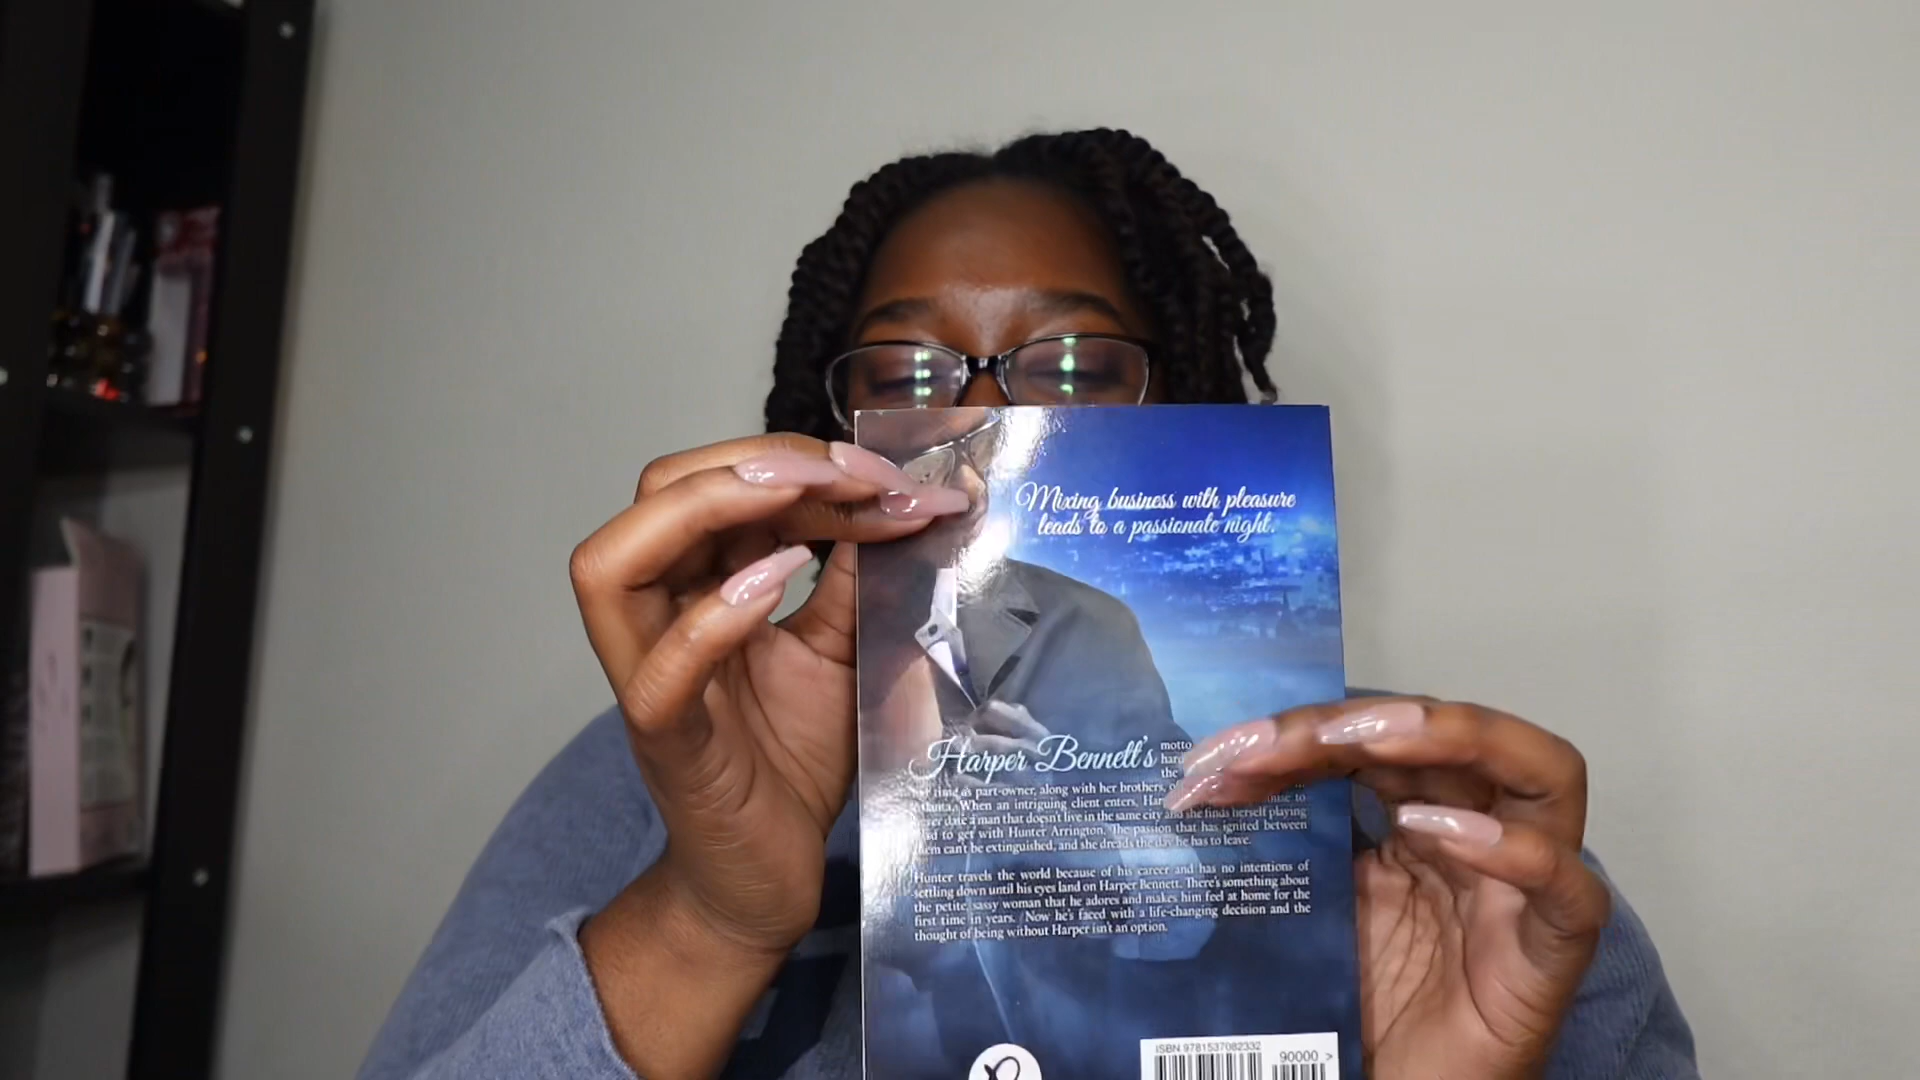 Mixing business with pleasure
leads to a passionate night.
Harper Bennett's motto
hard
the
time as part-owner, along with her brothers,
When an intriguing client enters,
date a man that doesn't live in the same city and she finds herself playing
to get with Hunter Arrington. The passion that has ignited between
them can't be extinguished, and she dreads the day he has to leave.
Hunter travels the world because of his career and has no intentions of
settling down until his eyes land on Harper Bennett. There's something about
the petite, sassy woman that he adores and makes him feel at home for the
first time in years. Now he's faced with a life-changing decision and the
thought of being without Harper isn't an option.
ISBN 9781537082332
90000 >